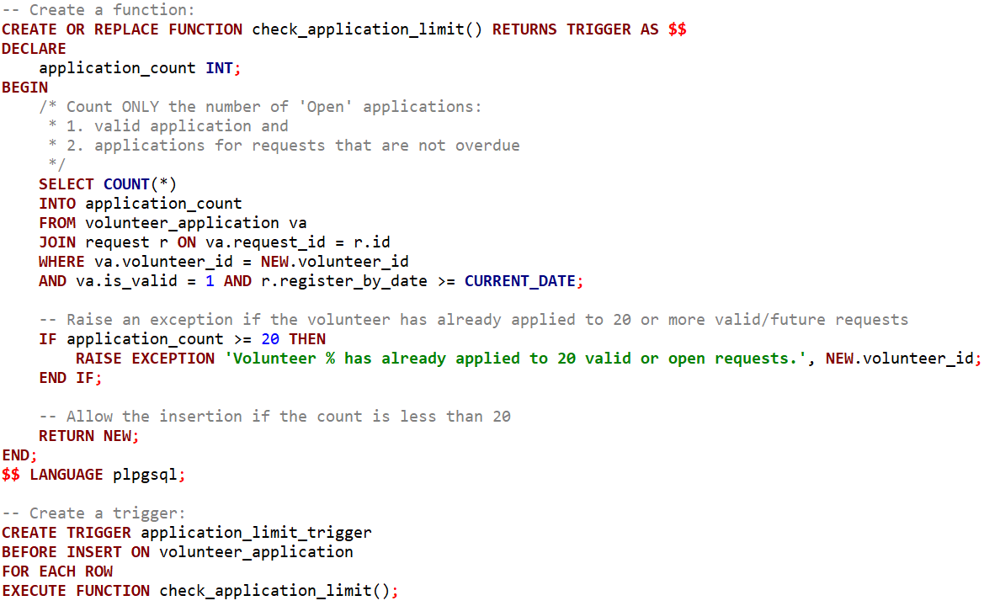 -- Create a function:
CREATE OR REPLACE FUNCTION check_application_limit() RETURNS TRIGGER AS $$
DECLARE
    application_count INT;
BEGIN
    /* Count ONLY the number of 'Open' applications:
     * 1. valid application and
     * 2. applications for requests that are not overdue
     */
    SELECT COUNT(*)
    INTO application_count
    FROM volunteer_application va
    JOIN request r ON va.request_id = r.id
    WHERE va.volunteer_id = NEW.volunteer_id
    AND va.is_valid = 1 AND r.register_by_date >= CURRENT_DATE;

    -- Raise an exception if the volunteer has already applied to 20 or more valid/future requests
    IF application_count >= 20 THEN
        RAISE EXCEPTION 'Volunteer % has already applied to 20 valid or open requests.', NEW.volunteer_id;
    END IF;

    -- Allow the insertion if the count is less than 20
    RETURN NEW;
END;
$$ LANGUAGE plpgsql;

-- Create a trigger:
CREATE TRIGGER application_limit_trigger
BEFORE INSERT ON volunteer_application
FOR EACH ROW
EXECUTE FUNCTION check_application_limit();